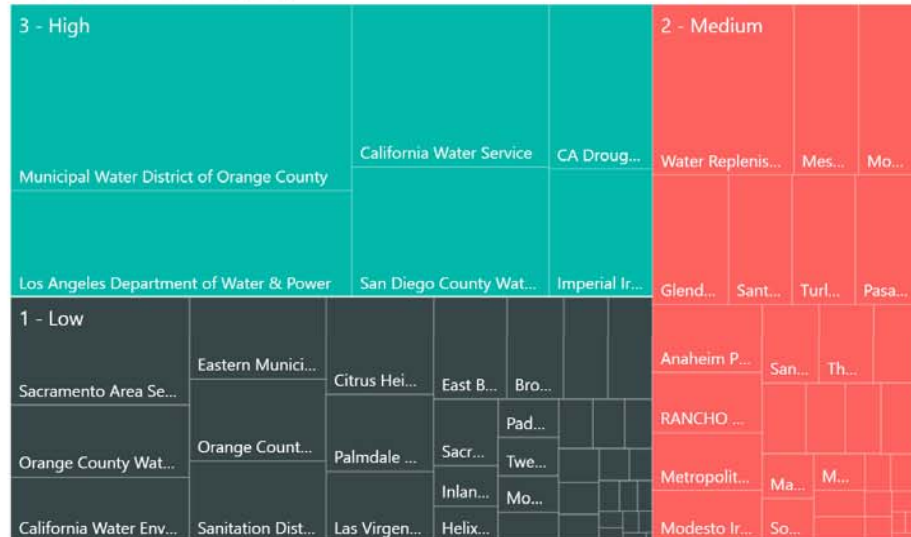 3 - High
Municipal Water District of Orange County
Los Angeles Department of Water & Power
California Water Service
San Diego County Wat...
CA Droug...
Imperial Ir...
2 - Medium
Water Replenis...
Mes...
Mo...
Glend...
Sant...
Turl...
Pasa...
Anaheim P...
San...
Th...
RANCHO ...
Metropolit...
Ma...
M...
Modesto Ir...
So...
1 - Low
Sacramento Area Se...
Orange County Wat...
California Water Env...
Eastern Munici...
Orange Count...
Sanitation Dist...
Citrus Hei...
Palmdale ...
Las Virgen...
East B...
Bro...
Sacr...
Inlan...
Helix...
Pad...
Twe...
Mo...